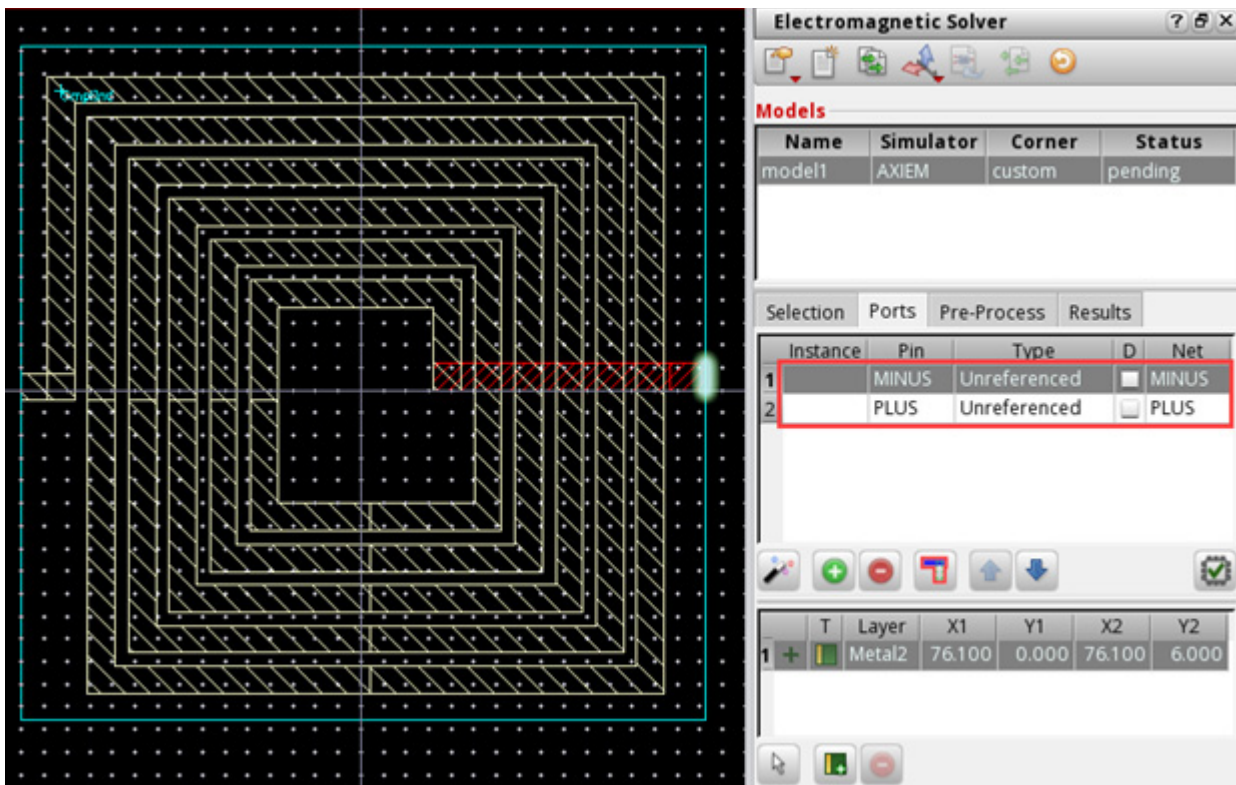 Electromagnetic Solver
Models
Name Simulator Corner Status
model1 AXIEM custom pending
Selection Ports Pre-Process Results
Instance Pin Type D Net
1 MINUS Unreferenced MINUS
2 PLUS Unreferenced PLUS
T Layer X1 Y1 X2 Y2
1 Metal2 76.100 0.000 76.100 6.000